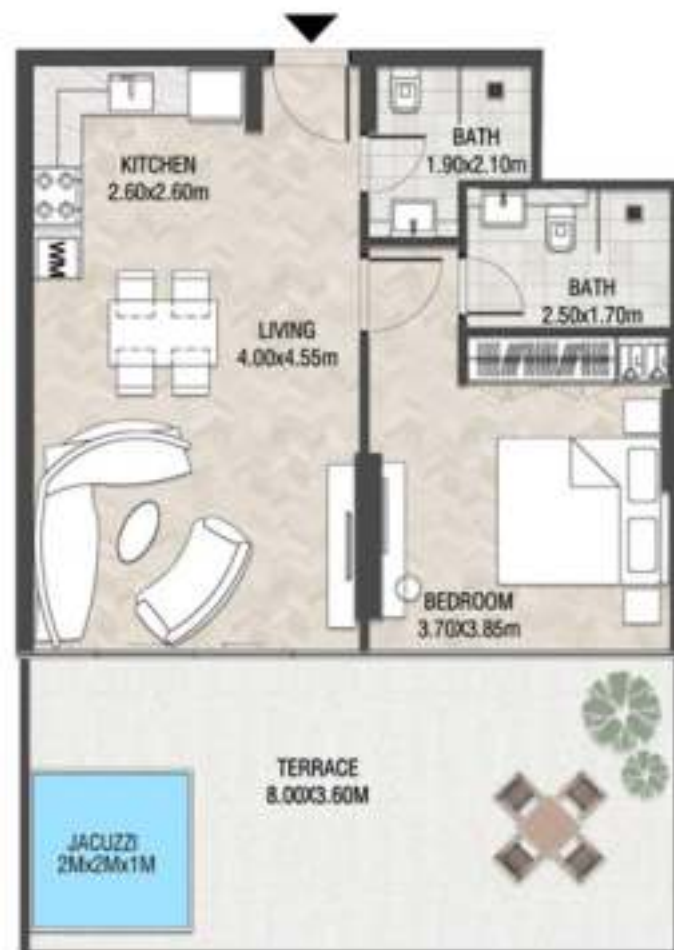 BATH
1.90x2.10m
KITCHEN
2.60x2.60m
WM
BATH
2.50x1.70m
LIVING
4.00x4.55m
BEDROOM
3.70X3.85m
TERRACE
8.00X3.60M
JACUZZI
2Mx2Mx1M